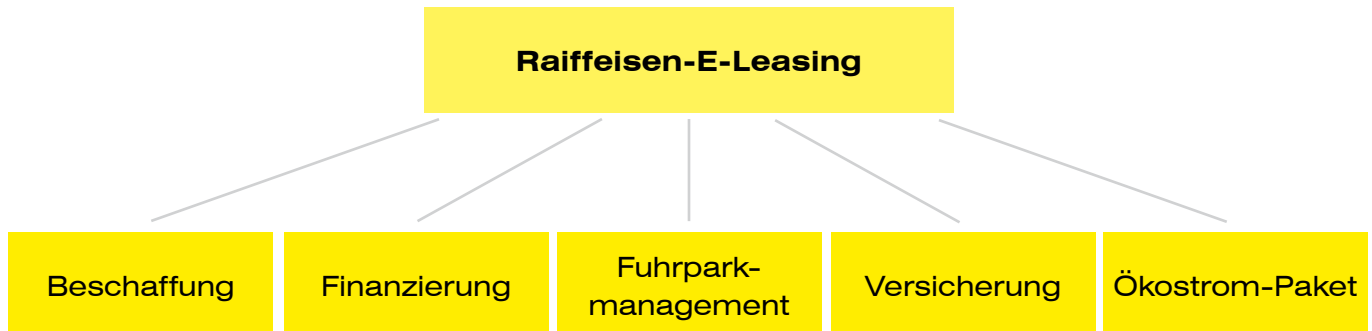 Raiffeisen-E-Leasing
Beschaffung
Finanzierung
Fuhrpark-
management
Versicherung
Ökostrom-Paket